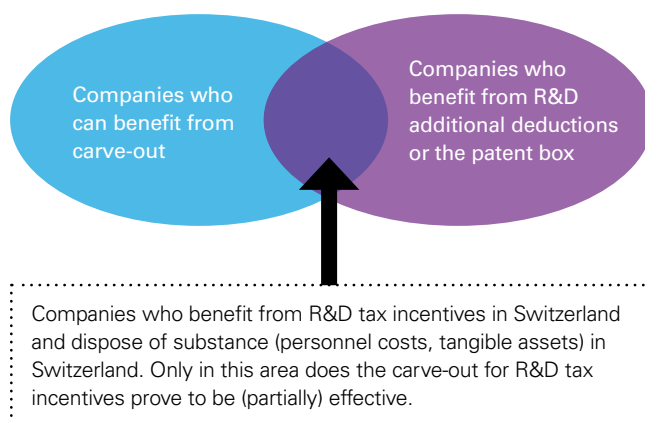 Companies who
can benefit from
carve-out
Companies who
benefit from R&D
additional deductions
or the patent box
Companies who benefit from R&D tax incentives in Switzerland
and dispose of substance (personnel costs, tangible assets) in
Switzerland. Only in this area does the carve-out for R&D tax
incentives prove to be (partially) effective.